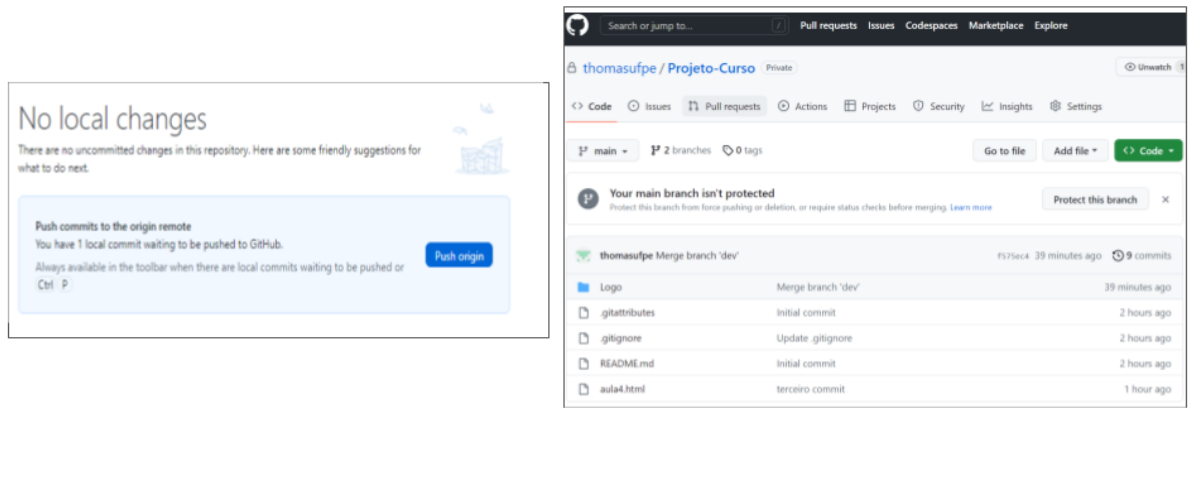 No local changes
There are no uncommitted changes in this repository. Here are some friendly suggestions for
what to do next.
Push commits to the origin remote
You have 1 local commit waiting to be pushed to GitHub.
Always available in the toolbar when there are local commits waiting to be pushed or
Ctrl P
Push origin
Search or jump to... / Pull requests Issues Codespaces Marketplace Explore
thomasufpe / Projeto-Curso Private Unwatch 1
<> Code Issues Pull requests Actions Projects Security Insights Settings
main 2 branches 0 tags Go to file Add file <> Code
Your main branch isn't protected
Protect this branch from force pushing or deletion, or require status checks before merging. Learn more
Protect this branch ×
thomasufpe Merge branch 'dev' f575ec4 39 minutes ago 9 commits
Logo Merge branch 'dev' 39 minutes ago
.gitattributes Initial commit 2 hours ago
.gitignore Update .gitignore 2 hours ago
README.md Initial commit 2 hours ago
aula4.html terceiro commit 1 hour ago